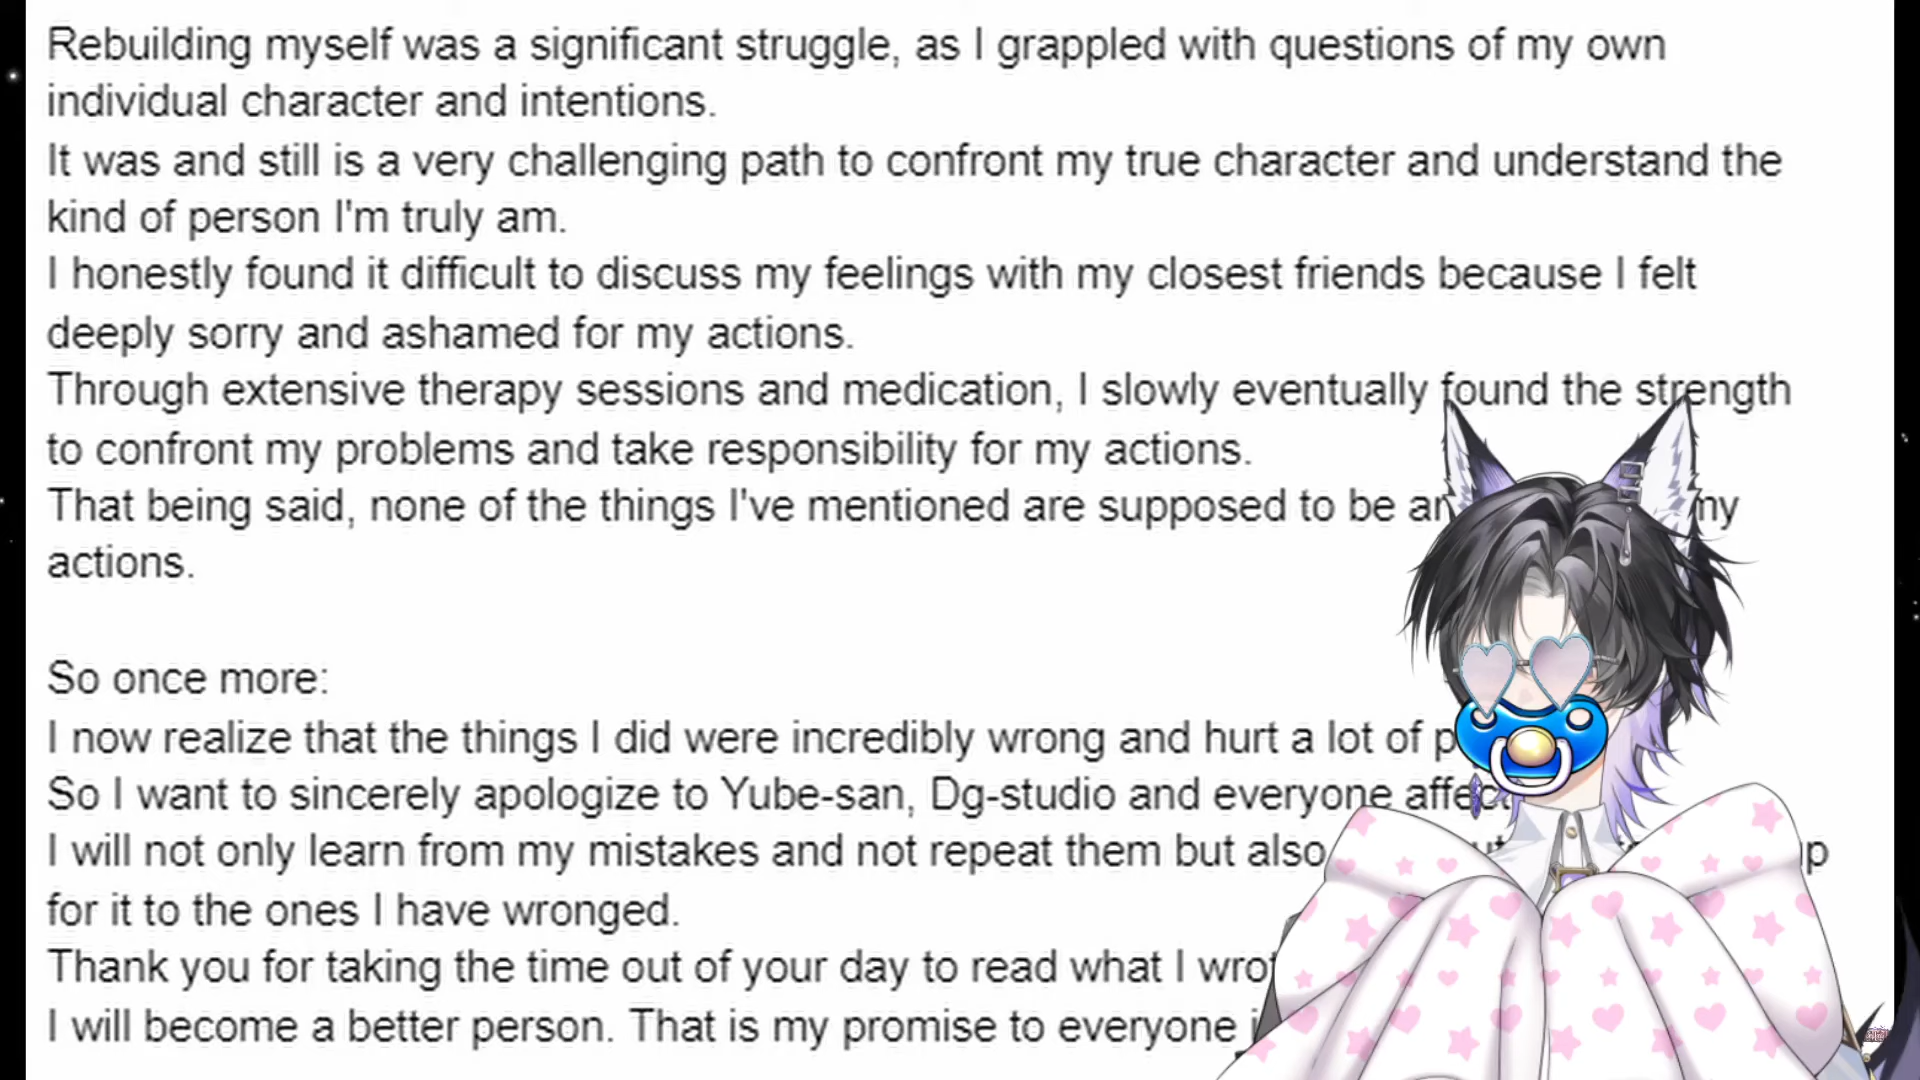 Rebuilding myself was a significant struggle, as I grappled with questions of my own
individual character and intentions.
It was and still is a very challenging path to confront my true character and understand the
kind of person I'm truly am.
I honestly found it difficult to discuss my feelings with my closest friends because I felt
deeply sorry and ashamed for my actions.
Through extensive therapy sessions and medication, I slowly eventually found the strength
to confront my problems and take responsibility for my actions.
That being said, none of the things I've mentioned are supposed to be my
actions.
So once more:
I now realize that the things I did were incredibly wrong and hurt a lot of
So I want to sincerely apologize to Yube-san, Dg-studio and everyone
I will not only learn from my mistakes and not repeat them but also
for it to the ones I have wronged.
Thank you for taking the time out of your day to read what I
I will become a better person. That is my promise to everyone